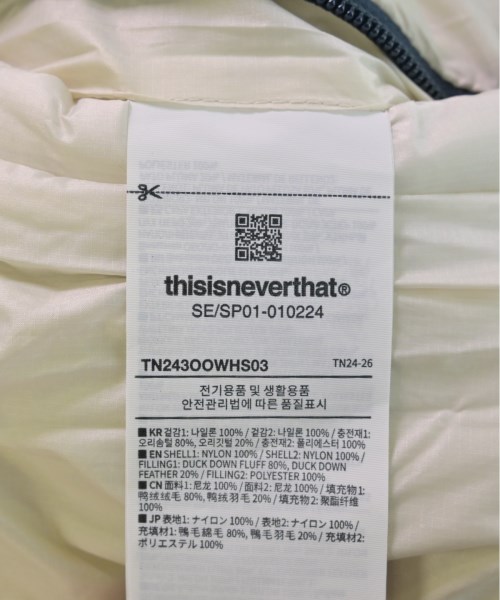 thisisneverthat®
SE/SP01-010224
TN243OOWHS03 TN24-26
전기용품 및 생활용품
안전관리법에 따른 품질표시
■ KR 겉감1: 나일론 100% / 겉감2: 나일론 100% / 충전재1:
오리솜털 80%, 오리깃털 20% / 충전재2: 폴리에스터 100%
■ EN SHELL1: NYLON 100% / SHELL2: NYLON 100% /
FILLING1: DUCK DOWN FLUFF 80%, DUCK DOWN
FEATHER 20% / FILLING2: POLYESTER 100%
■ CN 面料1: 尼龙 100% / 面料2: 尼龙 100% / 填充物1:
鸭绒绒毛 80%, 鸭绒羽毛 20% / 填充物2: 聚酯纤维
100%
■ JP 表地1: ナイロン 100% / 表地2: ナイロン 100% /
充填材1: 鴨毛綿毛 80%, 鴨毛羽毛 20% / 充填材2:
ポリエステル 100%